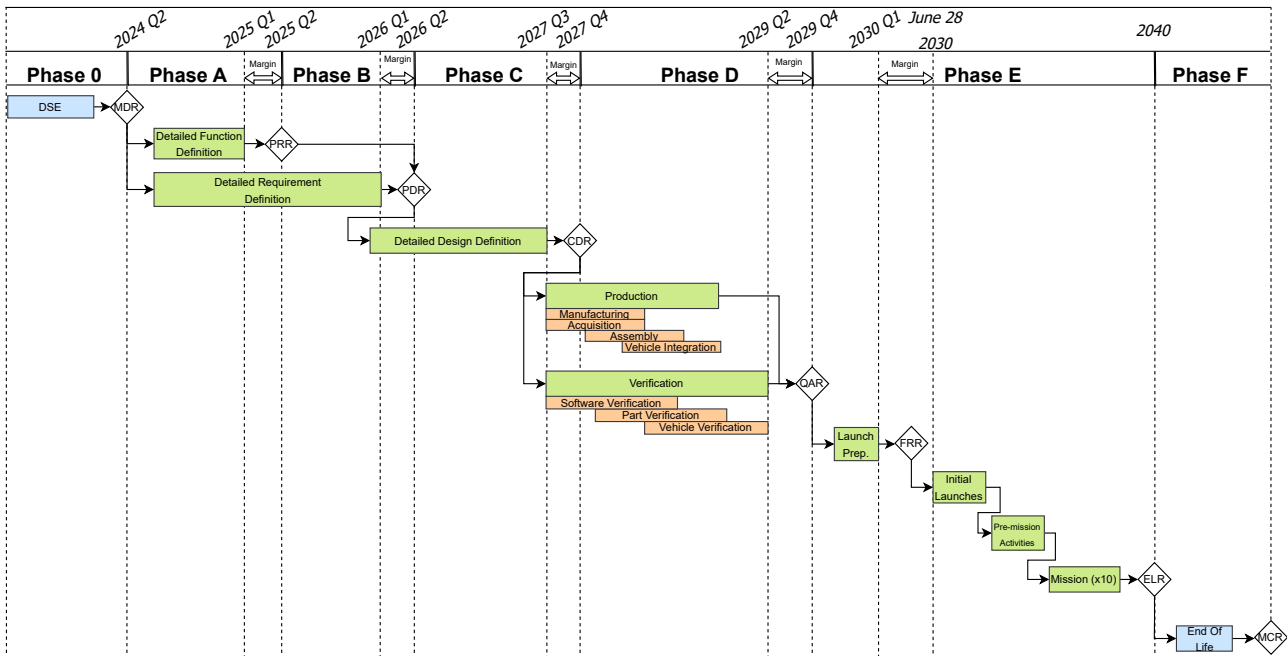 2024 Q2
2025 Q1
2025 Q2
2026 Q1
2026 Q2
2027 Q3
2027 Q4
2029 Q2
2029 Q4
2030 Q1
June 28
2030
2040
Phase 0
Phase A
Margin
Phase B
Margin
Phase C
Margin
Phase D
Margin
Margin
Phase E
Phase F
DSE
MDR
Detailed Function
Definition
PRR
Detailed Requirement
Definition
PDR
Detailed Design Definition
CDR
Production
Manufacturing
Acquisition
Assembly
Vehicle Integration
Verification
QAR
Software Verification
Part Verification
Vehicle Verification
Launch
Prep.
FRR
Initial
Launches
Pre-mission
Activities
Mission (x10)
ELR
End Of
Life
MCR